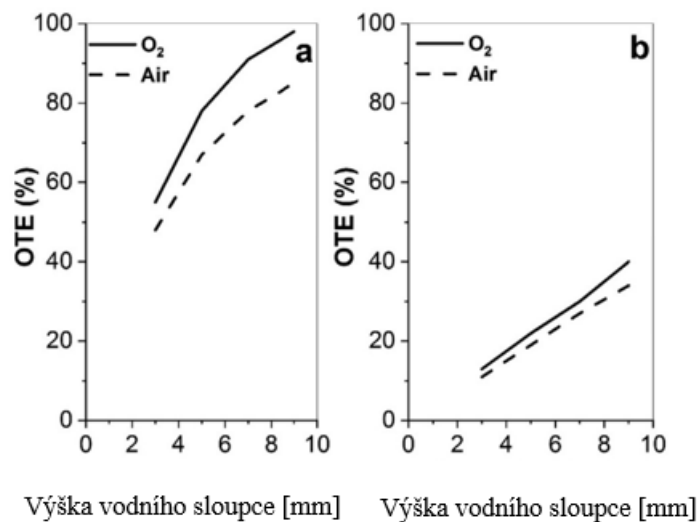 100
80
60
40
20
0
OTE (%)
O₂
Air
a
0 2 4 6 8 10
Výška vodního sloupce [mm]
100
80
60
40
20
0
OTE (%)
O₂
Air
b
0 2 4 6 8 10
Výška vodního sloupce [mm]